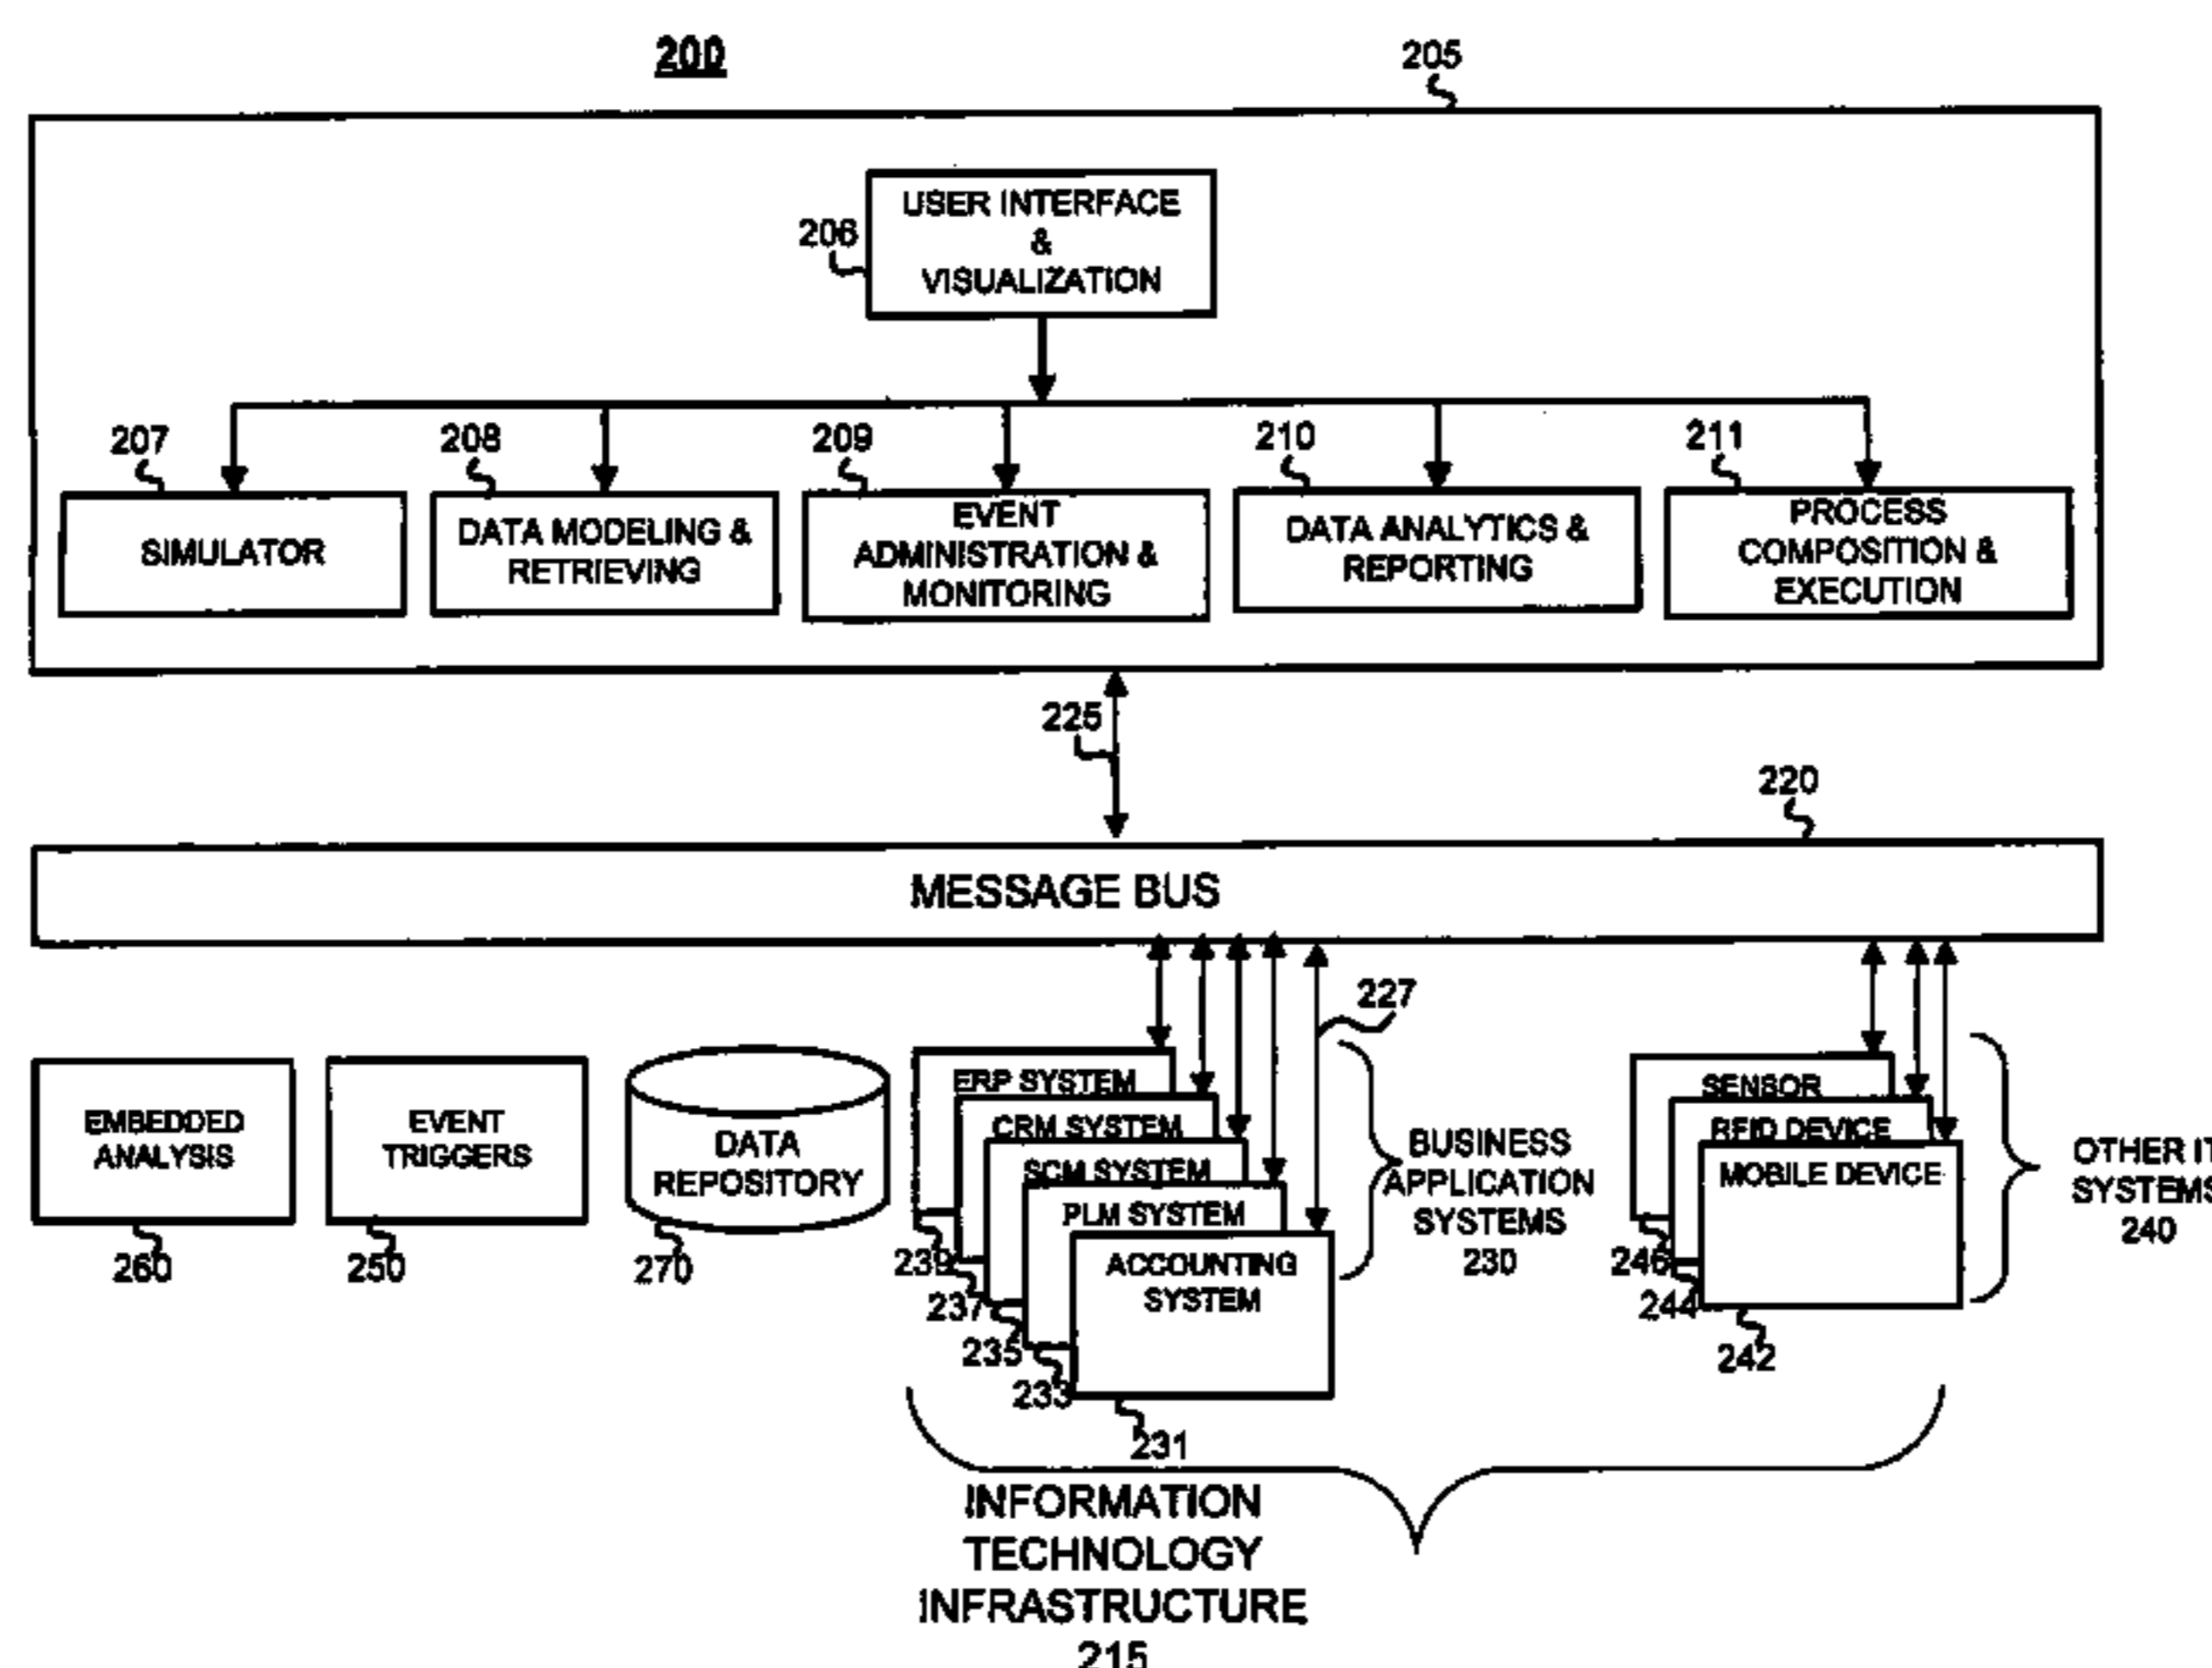 200
205
USER INTERFACE
&
VISUALIZATION
206
207
208
209
210
211
SIMULATOR
DATA MODELING &
RETRIEVING
EVENT
ADMINISTRATION &
MONITORING
DATA ANALYTICS &
REPORTING
PROCESS
COMPOSITION &
EXECUTION
225
220
MESSAGE BUS
227
EMBEDDED
ANALYSIS
260
EVENT
TRIGGERS
250
DATA
REPOSITORY
270
ERP SYSTEM
CRM SYSTEM
SCM SYSTEM
PLM SYSTEM
ACCOUNTING
SYSTEM
239
237
235
233
231
BUSINESS
APPLICATION
SYSTEMS
230
SENSOR
RFID DEVICE
MOBILE DEVICE
246
244
242
OTHER IT
SYSTEMS
240
INFORMATION
TECHNOLOGY
INFRASTRUCTURE
215